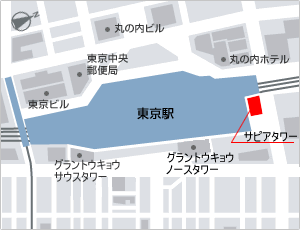 N
丸の内ビル
東京中央
郵便局
丸の内ホテル
東京ビル
東京駅
サピアタワー
グラントウキョウ
サウスタワー
グラントウキョウ
ノースタワー